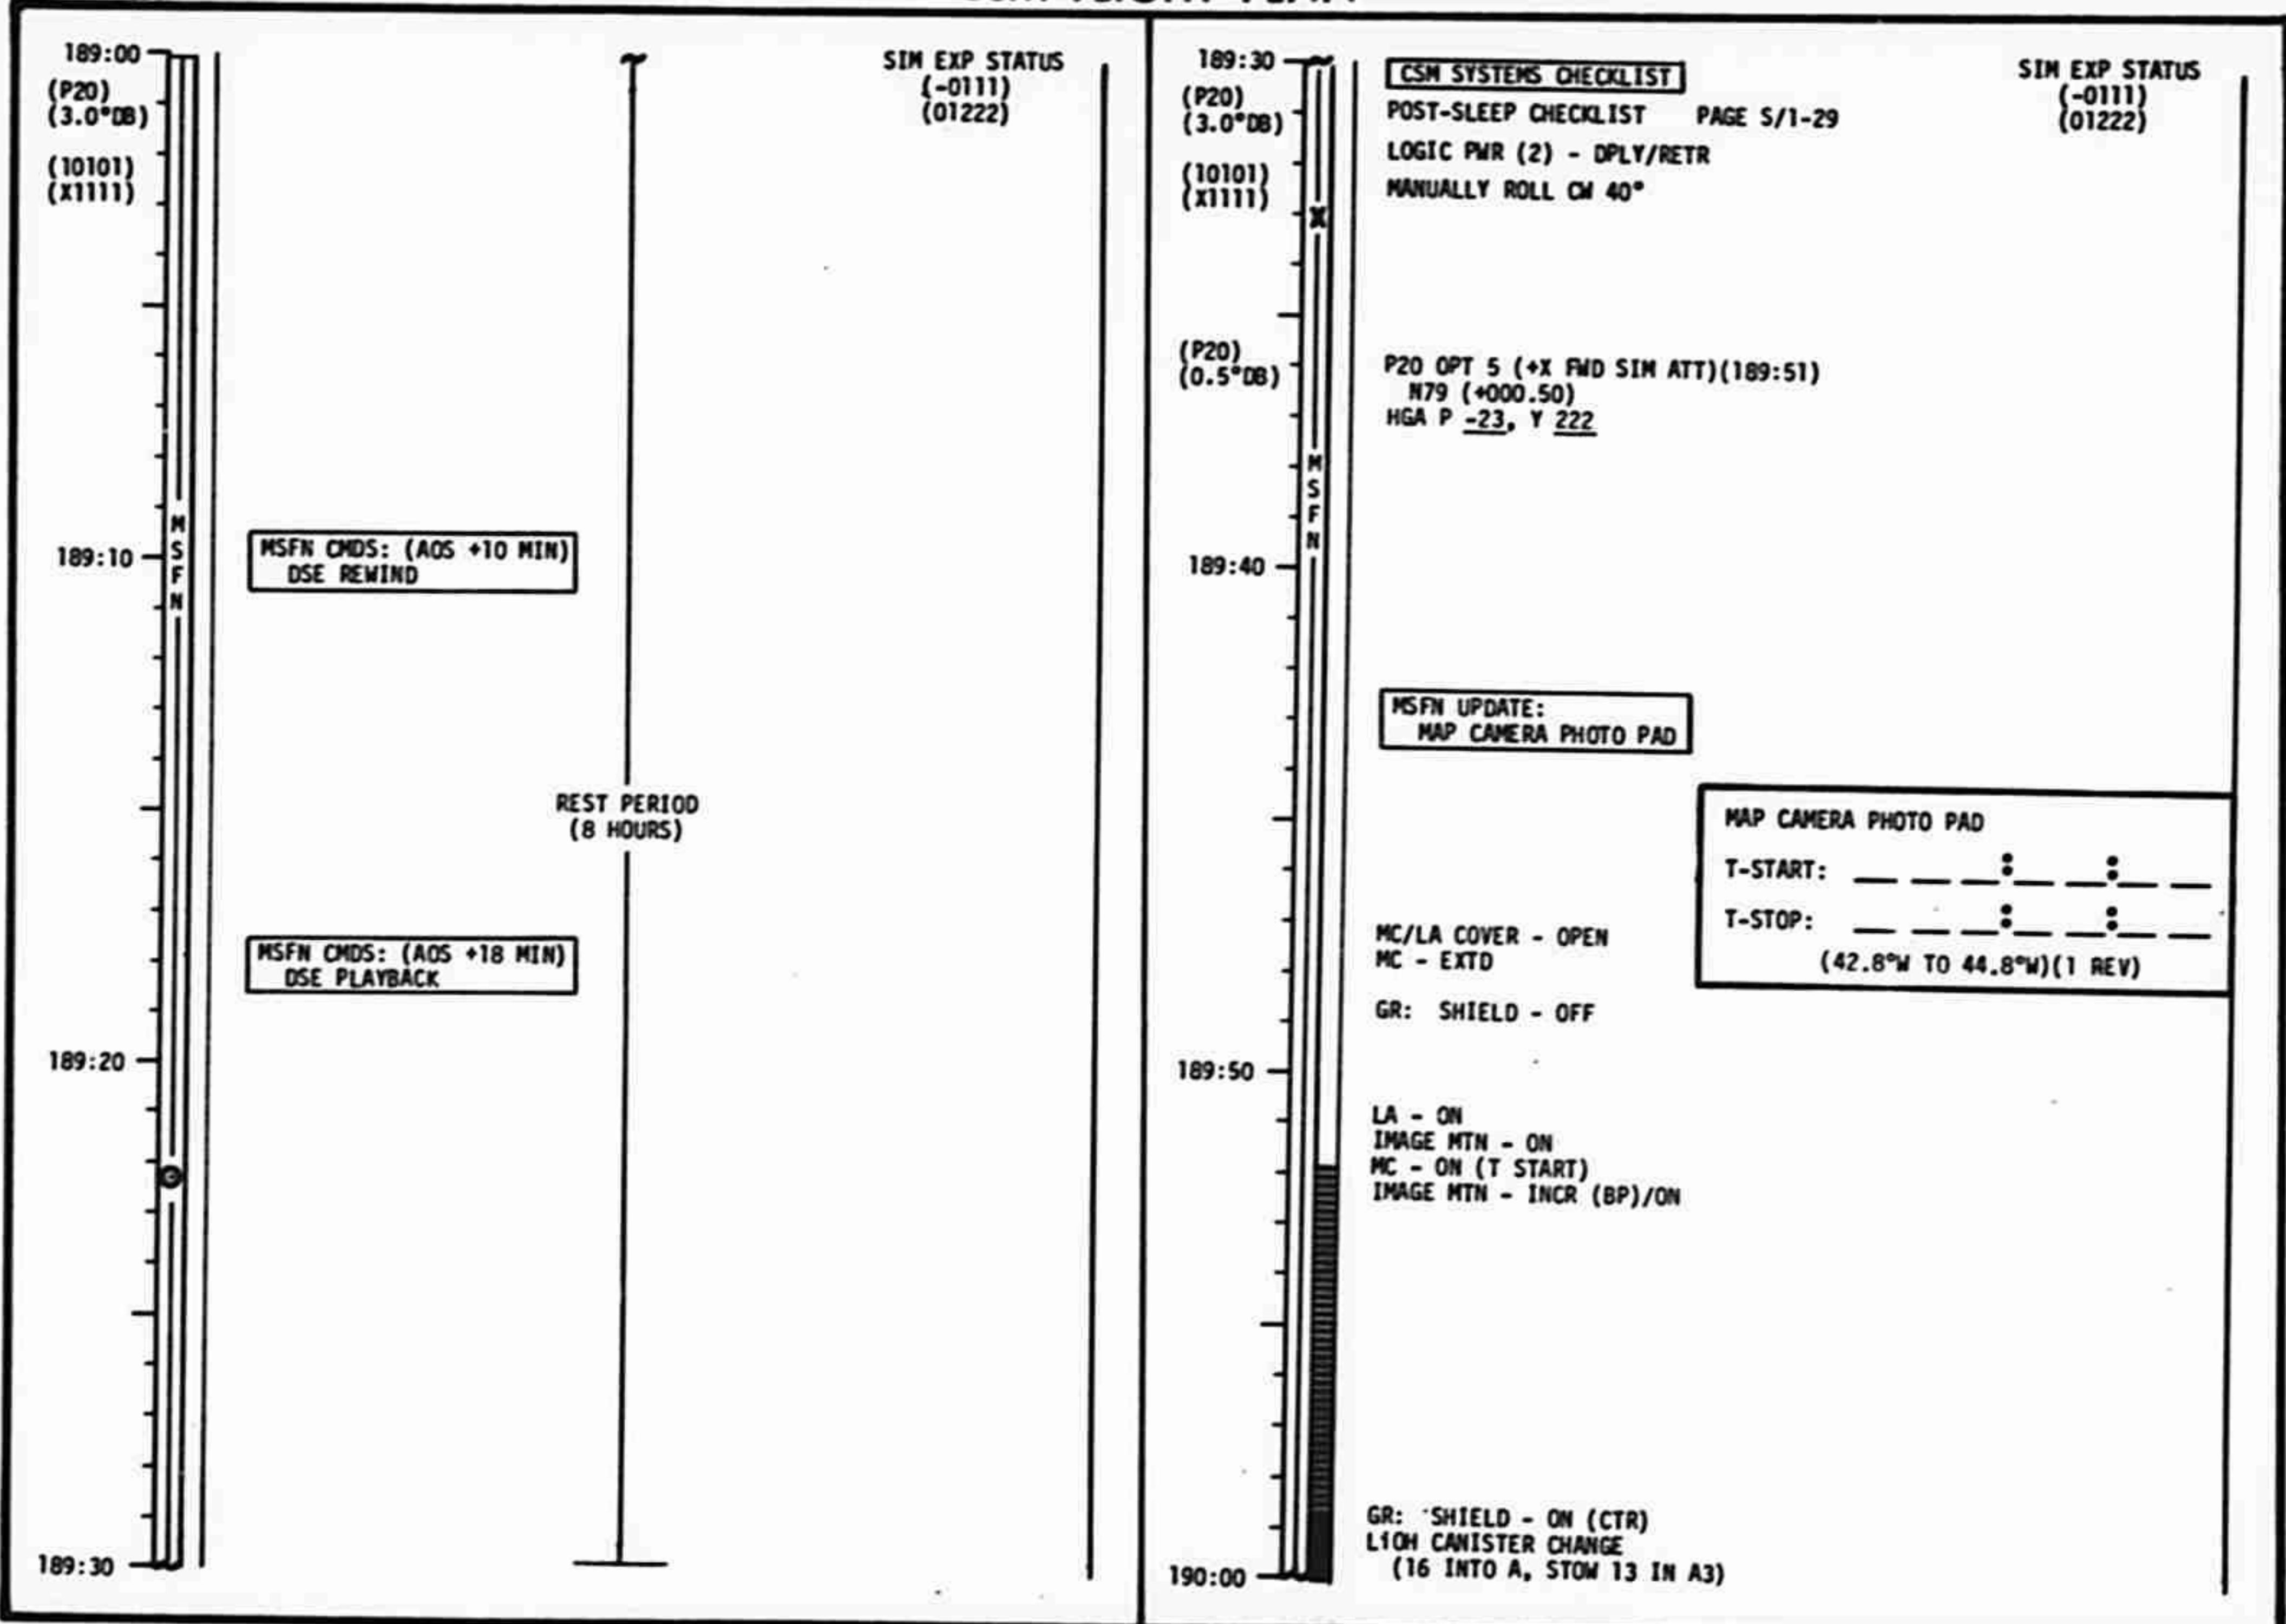 189:00
(P20)
(3.0°DB)
(10101)
(X1111)
SIM EXP STATUS
(-0111)
(01222)
M
S
F
N
189:10
MSFN CMDS: (AOS +10 MIN)
DSE REWIND
REST PERIOD
(8 HOURS)
MSFN CMDS: (AOS +18 MIN)
DSE PLAYBACK
189:20
189:30
189:30
(P20)
(3.0°DB)
(10101)
(X1111)
CSM SYSTEMS CHECKLIST
POST-SLEEP CHECKLIST PAGE S/1-29
LOGIC PWR (2) - DPLY/RETR
MANUALLY ROLL CW 40°
SIM EXP STATUS
(-0111)
(01222)
X
(P20)
(0.5°DB)
P20 OPT 5 (+X FWD SIM ATT)(189:51)
N79 (+000.50)
HGA P -23, Y 222
M
S
F
N
189:40
MSFN UPDATE:
MAP CAMERA PHOTO PAD
MAP CAMERA PHOTO PAD
T-START: _ _ _:_ _:_ _
T-STOP: _ _ _:_ _:_ _
(42.8°W TO 44.8°W)(1 REV)
MC/LA COVER - OPEN
MC - EXTD
GR: SHIELD - OFF
189:50
LA - ON
IMAGE MTN - ON
MC - ON (T START)
IMAGE MTN - INCR (BP)/ON
GR: SHIELD - ON (CTR)
LiOH CANISTER CHANGE
(16 INTO A, STOW 13 IN A3)
190:00